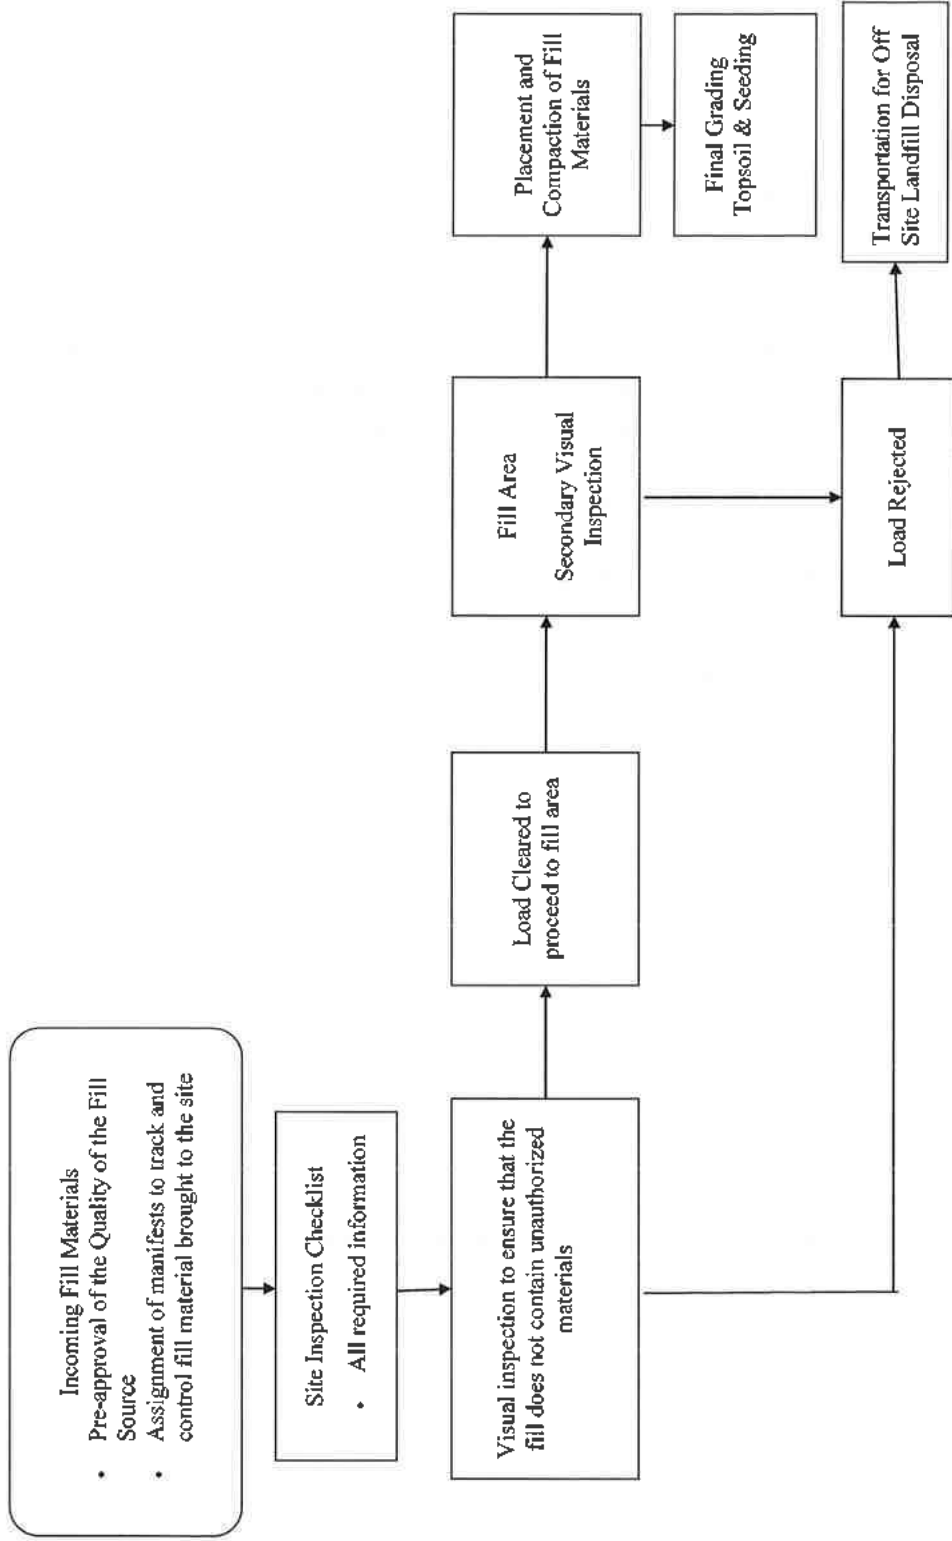 Incoming Fill Materials
• Pre-approval of the Quality of the Fill
Source
• Assignment of manifests to track and
control fill material brought to the site
Site Inspection Checklist
• All required information
Visual inspection to ensure that the
fill does not contain unauthorized
materials
Load Cleared to
proceed to fill area
Fill Area
Secondary Visual
Inspection
Placement and
Compaction of Fill
Materials
Final Grading
Topsoil & Seeding
Load Rejected
Transportation for Off
Site Landfill Disposal